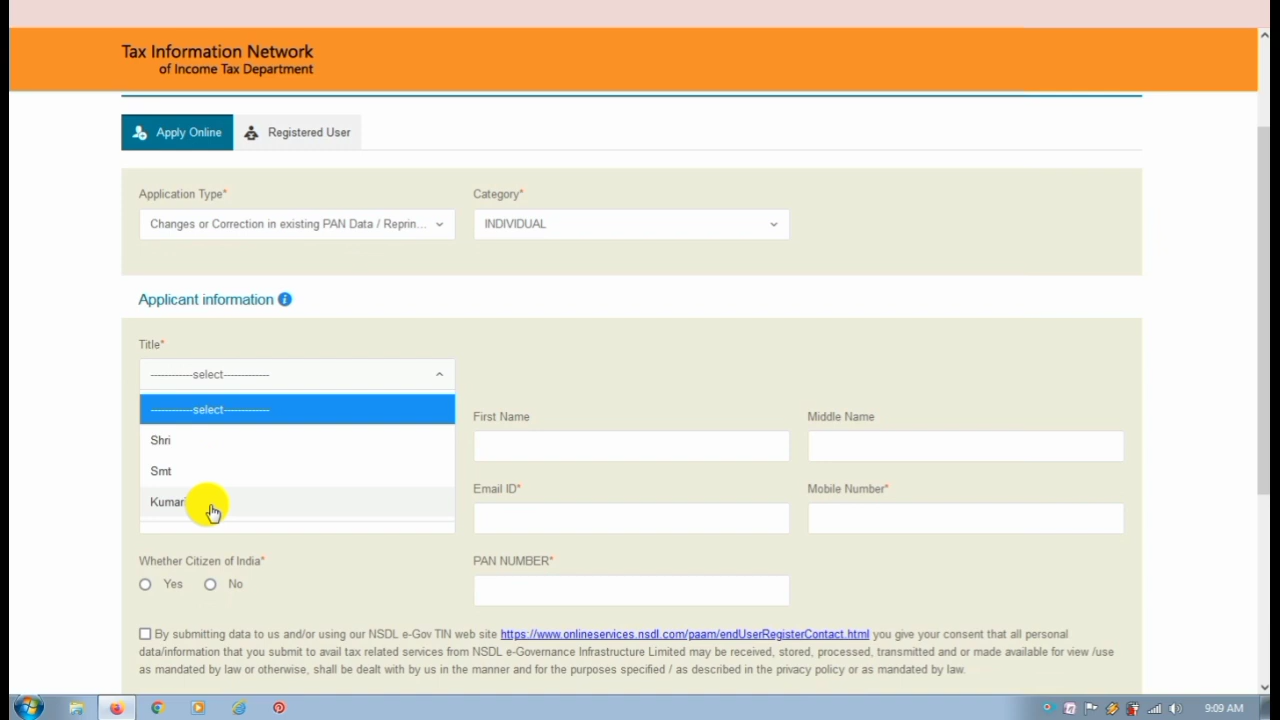 Tax Information Network
of Income Tax Department
Apply Online
Registered User
Application Type*
Category*
Changes or Correction in existing PAN Data / Reprin...
INDIVIDUAL
Applicant information
Title*
------------select-------------
------------select-------------
Shri
Smt
Kumari
First Name
Middle Name
Email ID*
Mobile Number*
Whether Citizen of India*
PAN NUMBER*
Yes
No
By submitting data to us and/or using our NSDL e-Gov TIN web site https://www.onlineservices.nsdl.com/paam/endUserRegisterContact.html you give your consent that all personal
data/information that you submit to avail tax related services from NSDL e-Governance Infrastructure Limited may be received, stored, processed, transmitted and or made available for view /use
as mandated by law or otherwise, shall be dealt with by us in the manner and for the purposes specified / as described in the privacy policy or as mandated by law.
9:09 AM